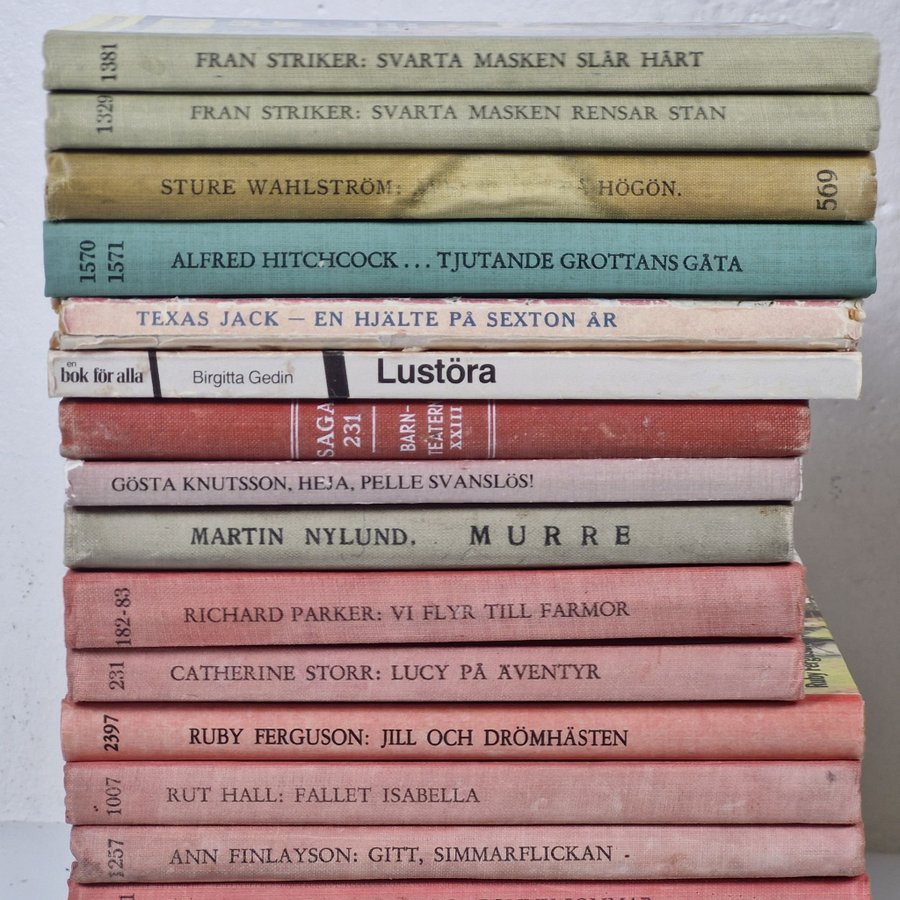 1381 FRAN STRIKER: SVARTA MASKEN SLÅR HÅRT
1329 FRAN STRIKER: SVARTA MASKEN RENSAR STAN
STURE WAHLSTRÖM: HÖGÖN. 569
1570 1571 ALFRED HITCHCOCK... TJUTANDE GROTTANS GÅTA
TEXAS JACK — EN HJÄLTE PÅ SEXTON ÅR
en bok för alla Birgitta Gedin Lustöra
SAGA 231 BARN-TEATERN XXIII
GÖSTA KNUTSSON, HEJA, PELLE SVANSLÖS!
MARTIN NYLUND. MURRE
182-83 RICHARD PARKER: VI FLYR TILL FARMOR
231 CATHERINE STORR: LUCY PÅ ÄVENTYR
2397 RUBY FERGUSON: JILL OCH DRÖMHÄSTEN
1007 RUT HALL: FALLET ISABELLA
1257 ANN FINLAYSON: GITT, SIMMARFLICKAN -